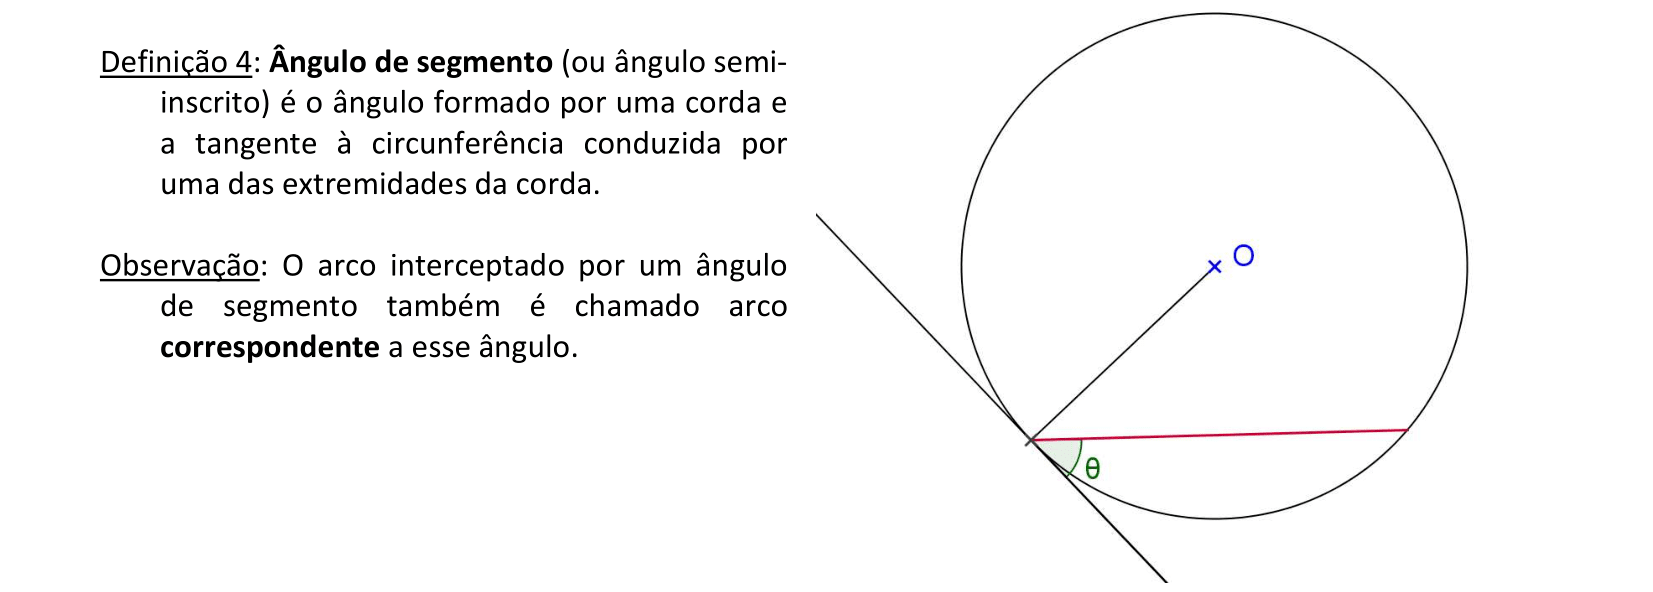 Definição 4: Ângulo de segmento (ou ângulo semi-
inscrito) é o ângulo formado por uma corda e
a tangente à circunferência conduzida por
uma das extremidades da corda.
Observação: O arco interceptado por um ângulo
de segmento também é chamado arco
correspondente a esse ângulo.
O
θ